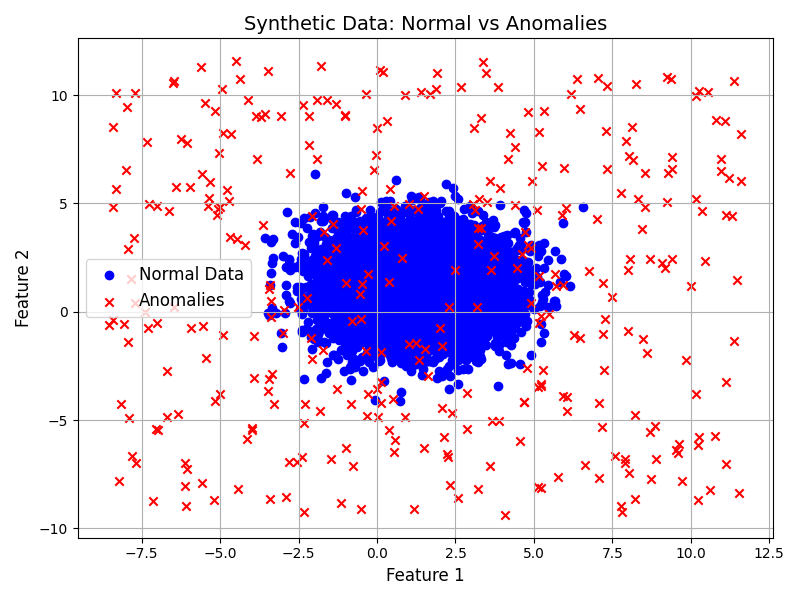 Synthetic Data: Normal vs Anomalies
10
5
0
−5
−10
Feature 2
Normal Data
Anomalies
−7.5 −5.0 −2.5 0.0 2.5 5.0 7.5 10.0 12.5
Feature 1